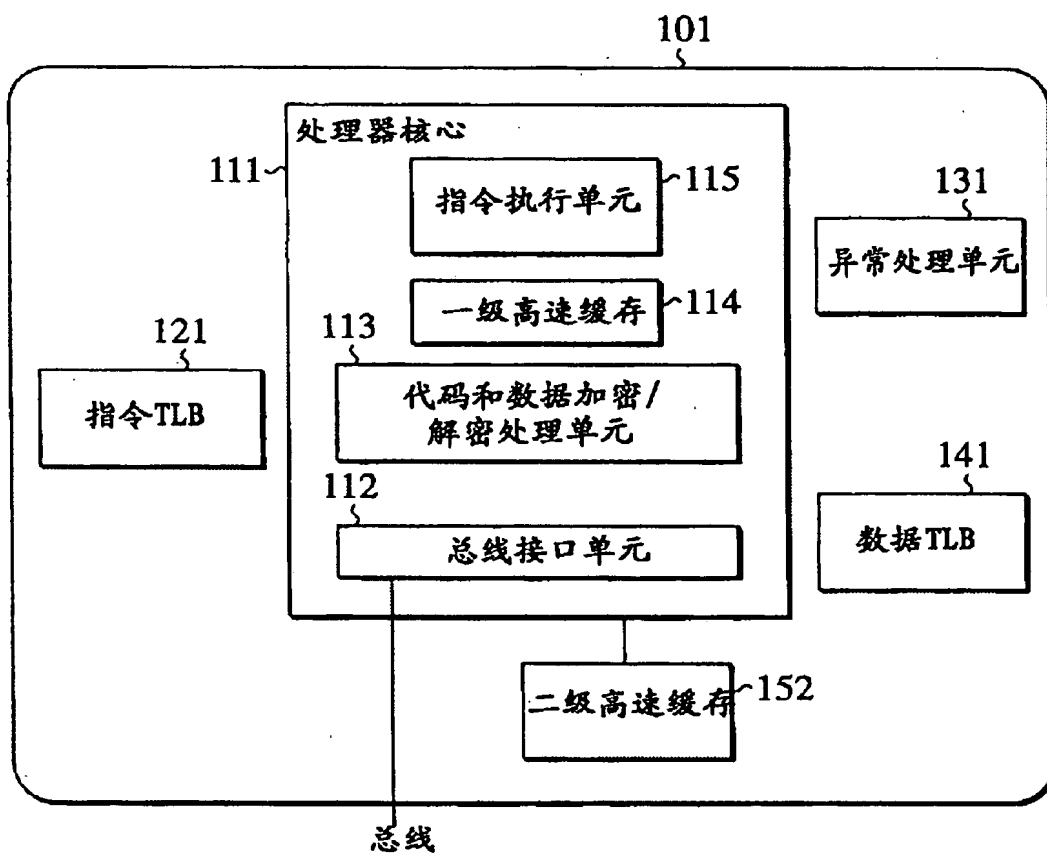 101
处理器核心
111
115
指令执行单元
131
异常处理单元
114
一级高速缓存
113
121
代码和数据加密/
解密处理单元
指令TLB
112
141
总线接口单元
数据TLB
二级高速缓存
152
总线